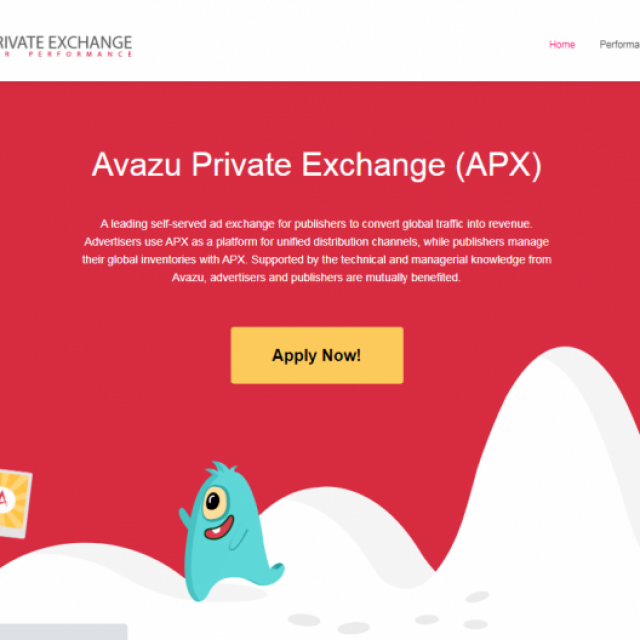 RIVATE EXCHANGE
R PERFORMANCE
Home Performa
Avazu Private Exchange (APX)
A leading self-served ad exchange for publishers to convert global traffic into revenue.
Advertisers use APX as a platform for unified distribution channels, while publishers manage
their global inventories with APX. Supported by the technical and managerial knowledge from
Avazu, advertisers and publishers are mutually benefited.
Apply Now!